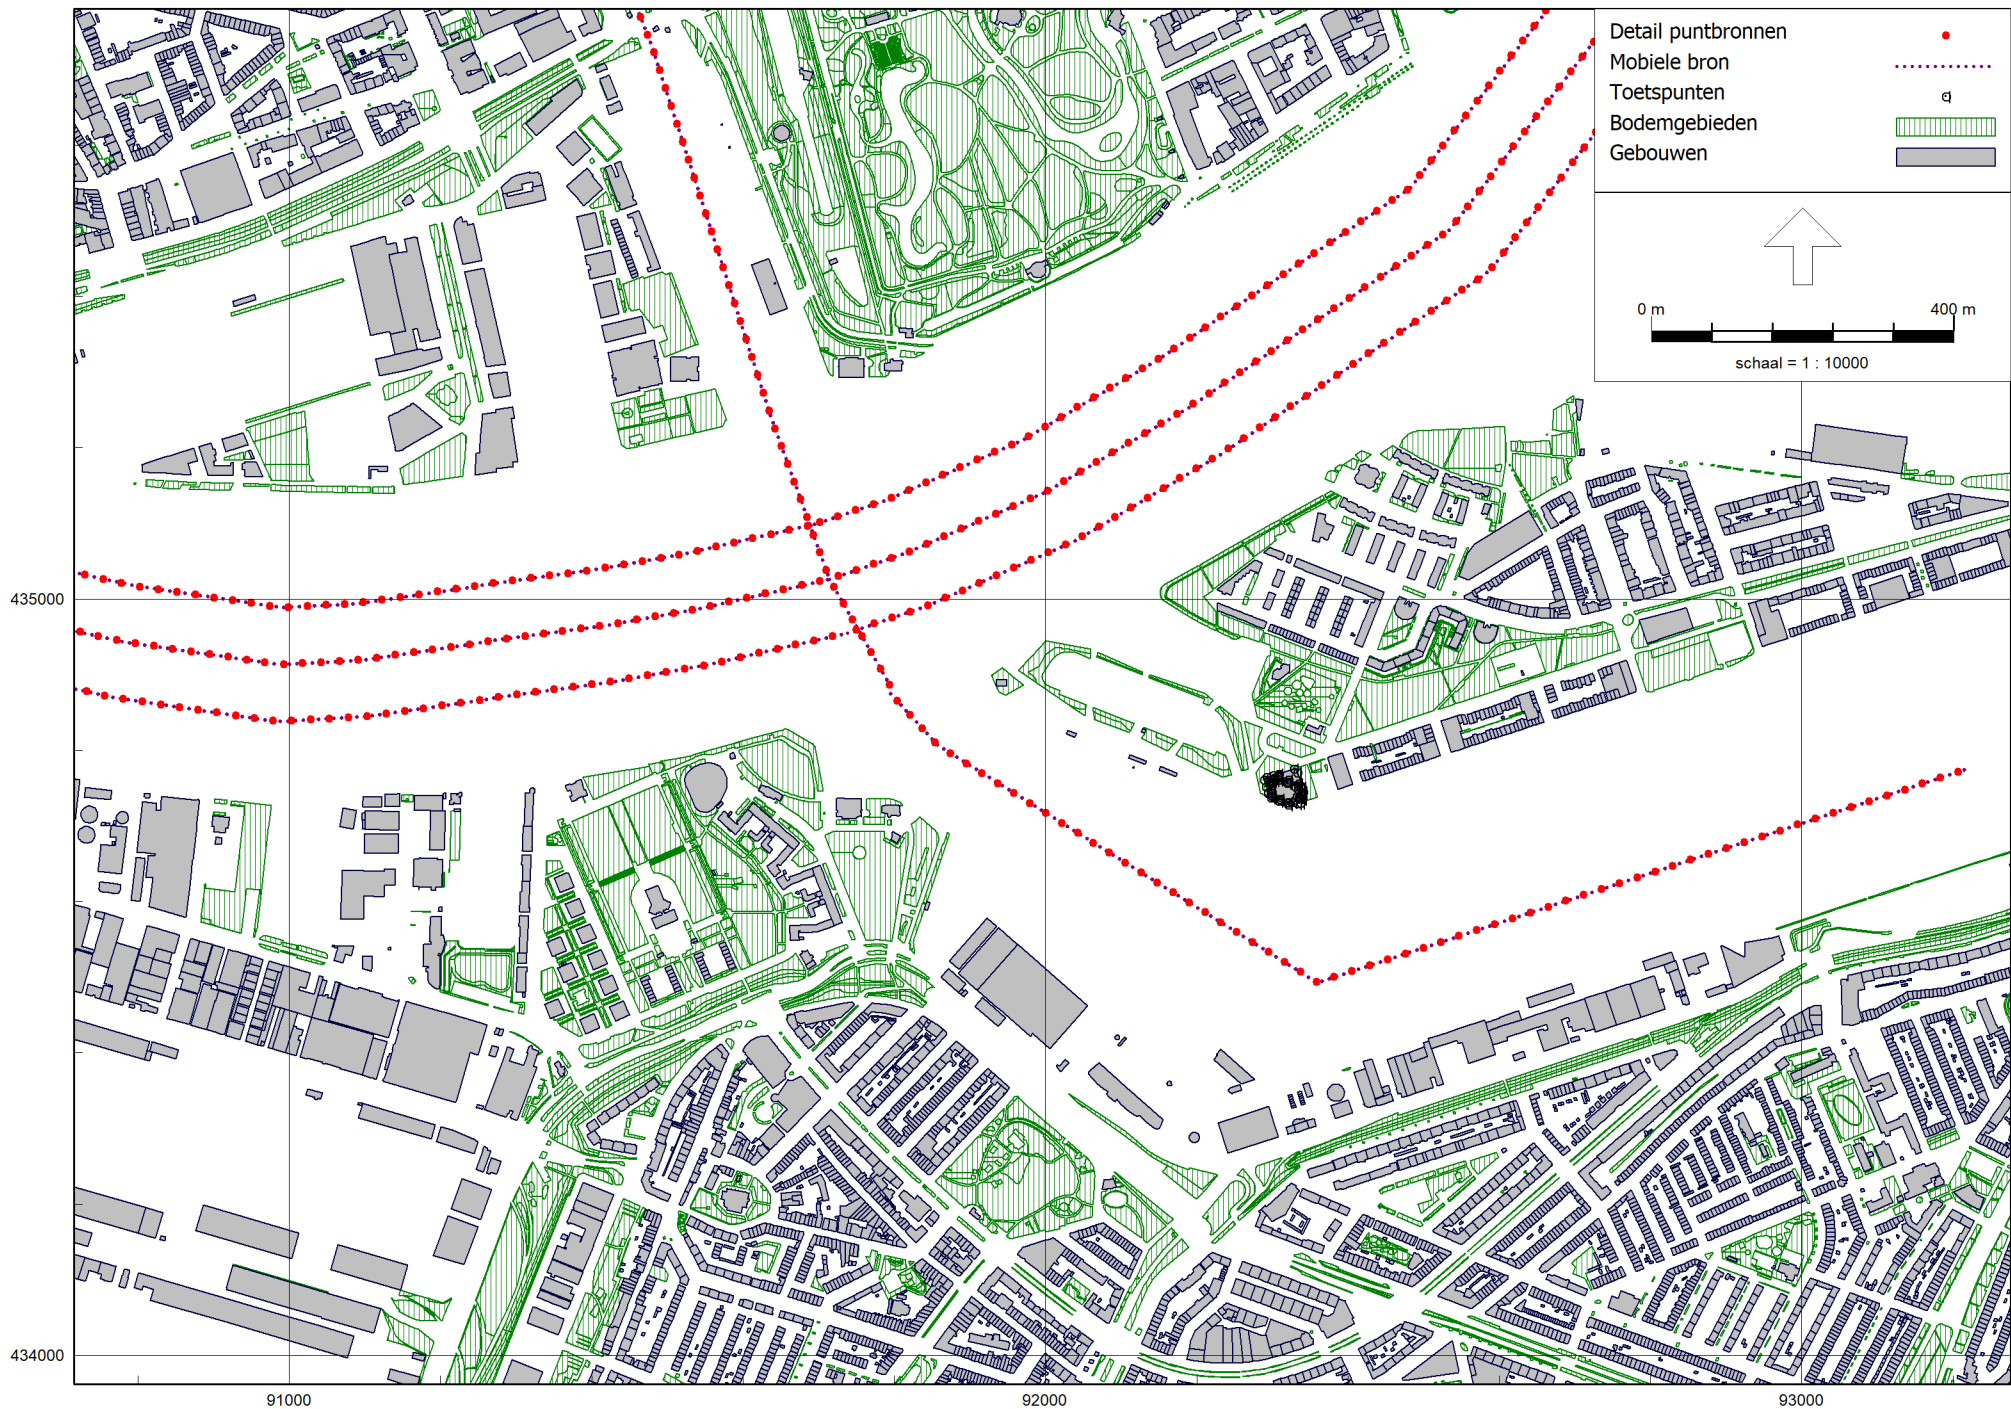 Detail puntbronnen
Mobiele bron
Toetspunten
Bodemgebieden
Gebouwen
0 m 400 m
schaal = 1 : 10000
435000
434000
91000 92000 93000